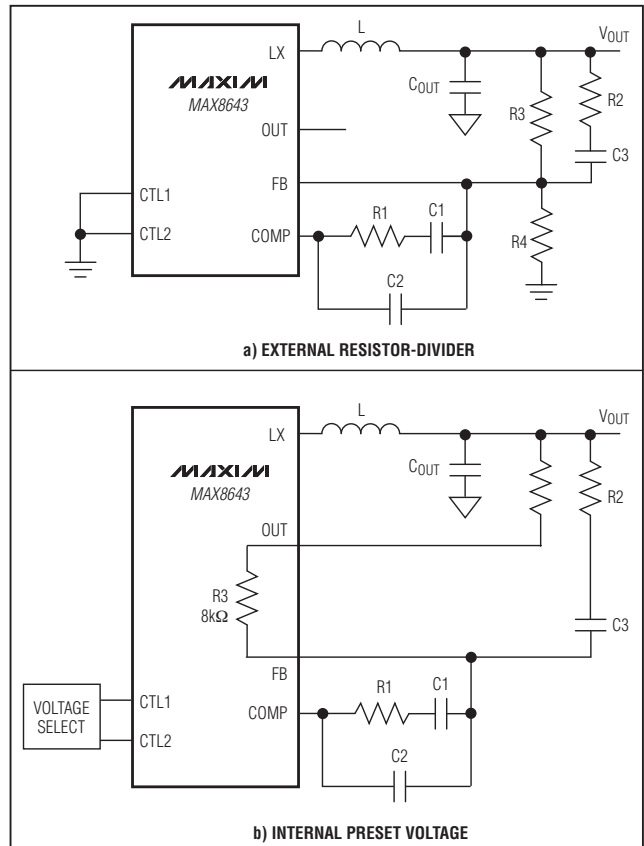 LX
L
VOUT
MAXIM
MAX8643
COUT
R3
R2
OUT
C3
FB
CTL1
CTL2
COMP
R1
C1
R4
C2
a) EXTERNAL RESISTOR-DIVIDER
LX
L
VOUT
MAXIM
MAX8643
COUT
R2
OUT
R3
8kΩ
C3
FB
VOLTAGE
SELECT
CTL1
CTL2
COMP
R1
C1
C2
b) INTERNAL PRESET VOLTAGE